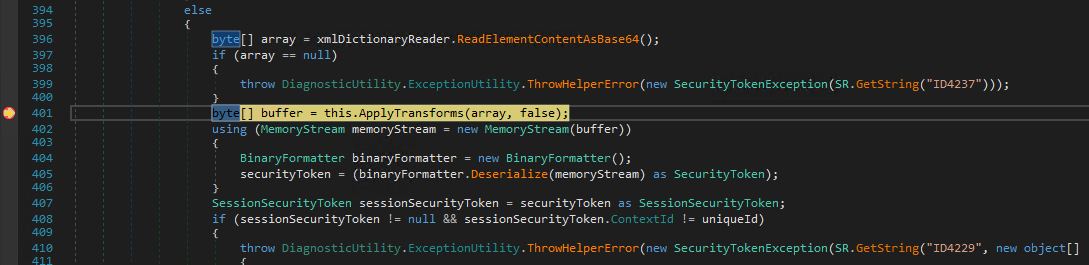 394 else
395 {
396 byte[] array = xmlDictionaryReader.ReadElementContentAsBase64();
397 if (array == null)
398 {
399 throw DiagnosticUtility.ExceptionUtility.ThrowHelperError(new SecurityTokenException(SR.GetString("ID4237")));
400 }
401 byte[] buffer = this.ApplyTransforms(array, false);
402 using (MemoryStream memoryStream = new MemoryStream(buffer))
403 {
404 BinaryFormatter binaryFormatter = new BinaryFormatter();
405 securityToken = (binaryFormatter.Deserialize(memoryStream) as SecurityToken);
406 }
407 SessionSecurityToken sessionSecurityToken = securityToken as SessionSecurityToken;
408 if (sessionSecurityToken != null && sessionSecurityToken.ContextId != uniqueId)
409 {
410 throw DiagnosticUtility.ExceptionUtility.ThrowHelperError(new SecurityTokenException(SR.GetString("ID4229", new object[]
411 {